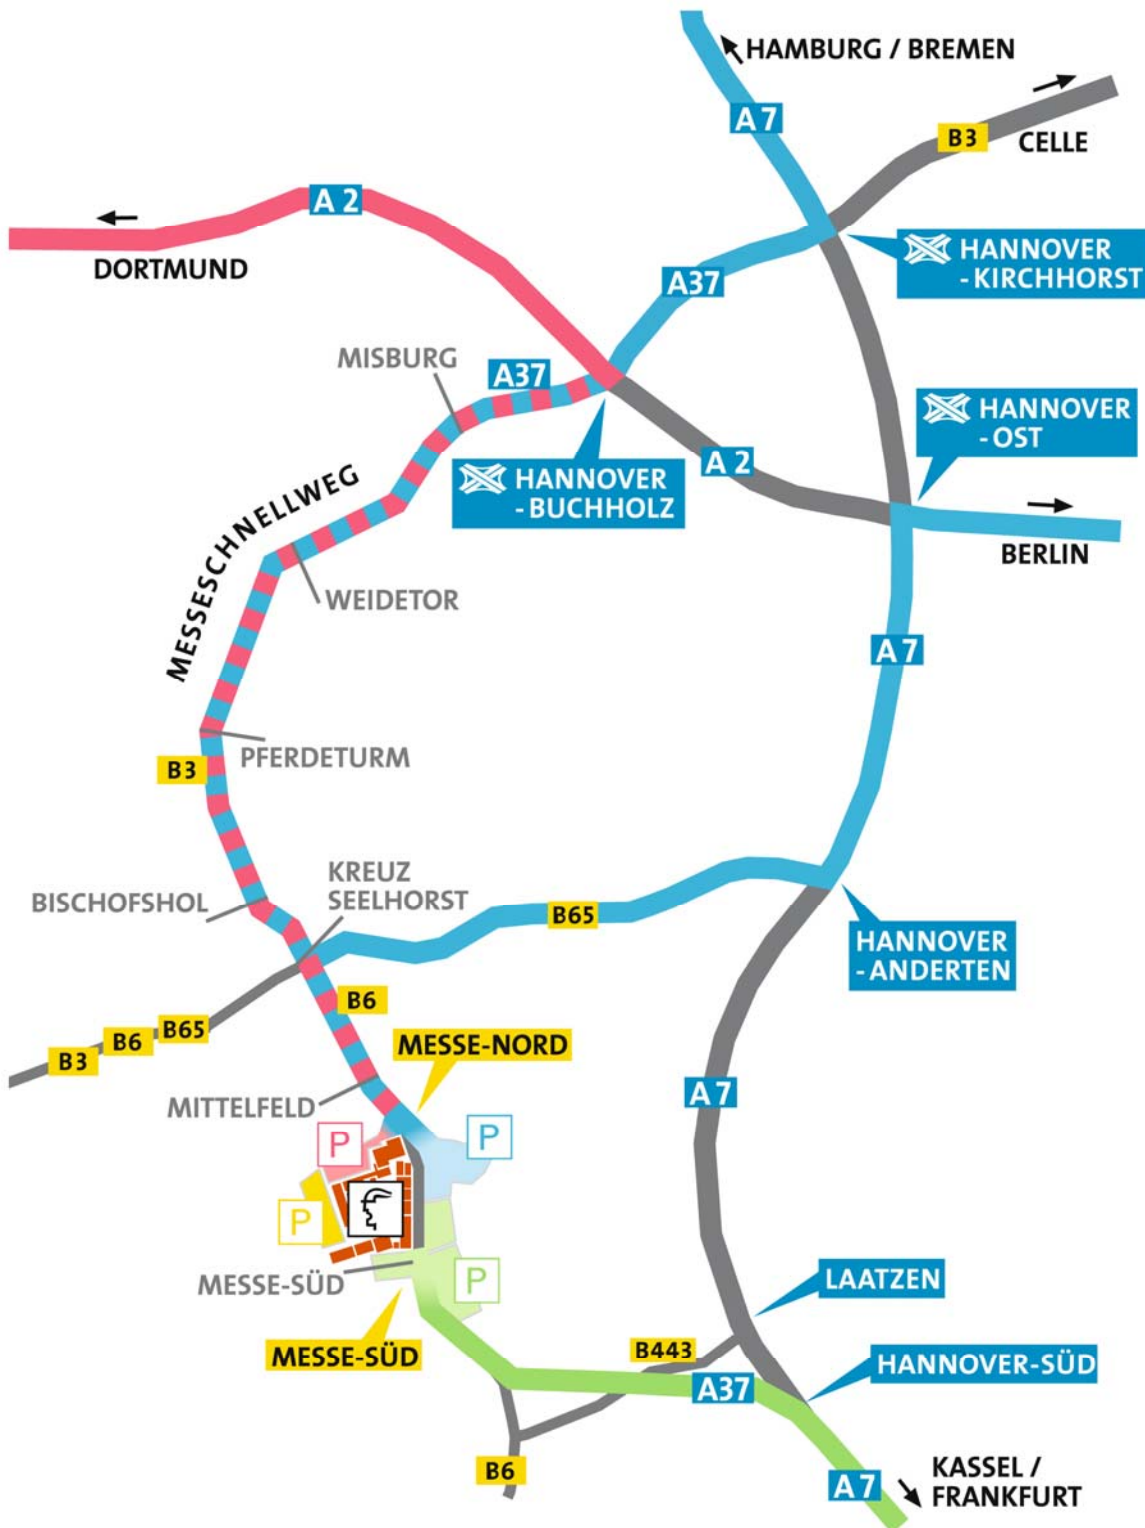 HAMBURG / BREMEN
A 7
B3
CELLE
A 2
DORTMUND
HANNOVER
- KIRCHHORST
A37
MISBURG
A37
HANNOVER
- OST
A 2
HANNOVER
- BUCHHOLZ
MESSESCHNELLWEG
BERLIN
WEIDETOR
A 7
PFERDETURM
B3
KREUZ
SEELHORST
BISCHOFSHOL
B65
HANNOVER
- ANDERTEN
B6
B65
B6
B3
MESSE-NORD
A 7
MITTELFELD
P
P
P
MESSE-SÜD
P
LAATZEN
MESSE-SÜD
B443
HANNOVER-SÜD
A37
B6
KASSEL /
FRANKFURT
A 7